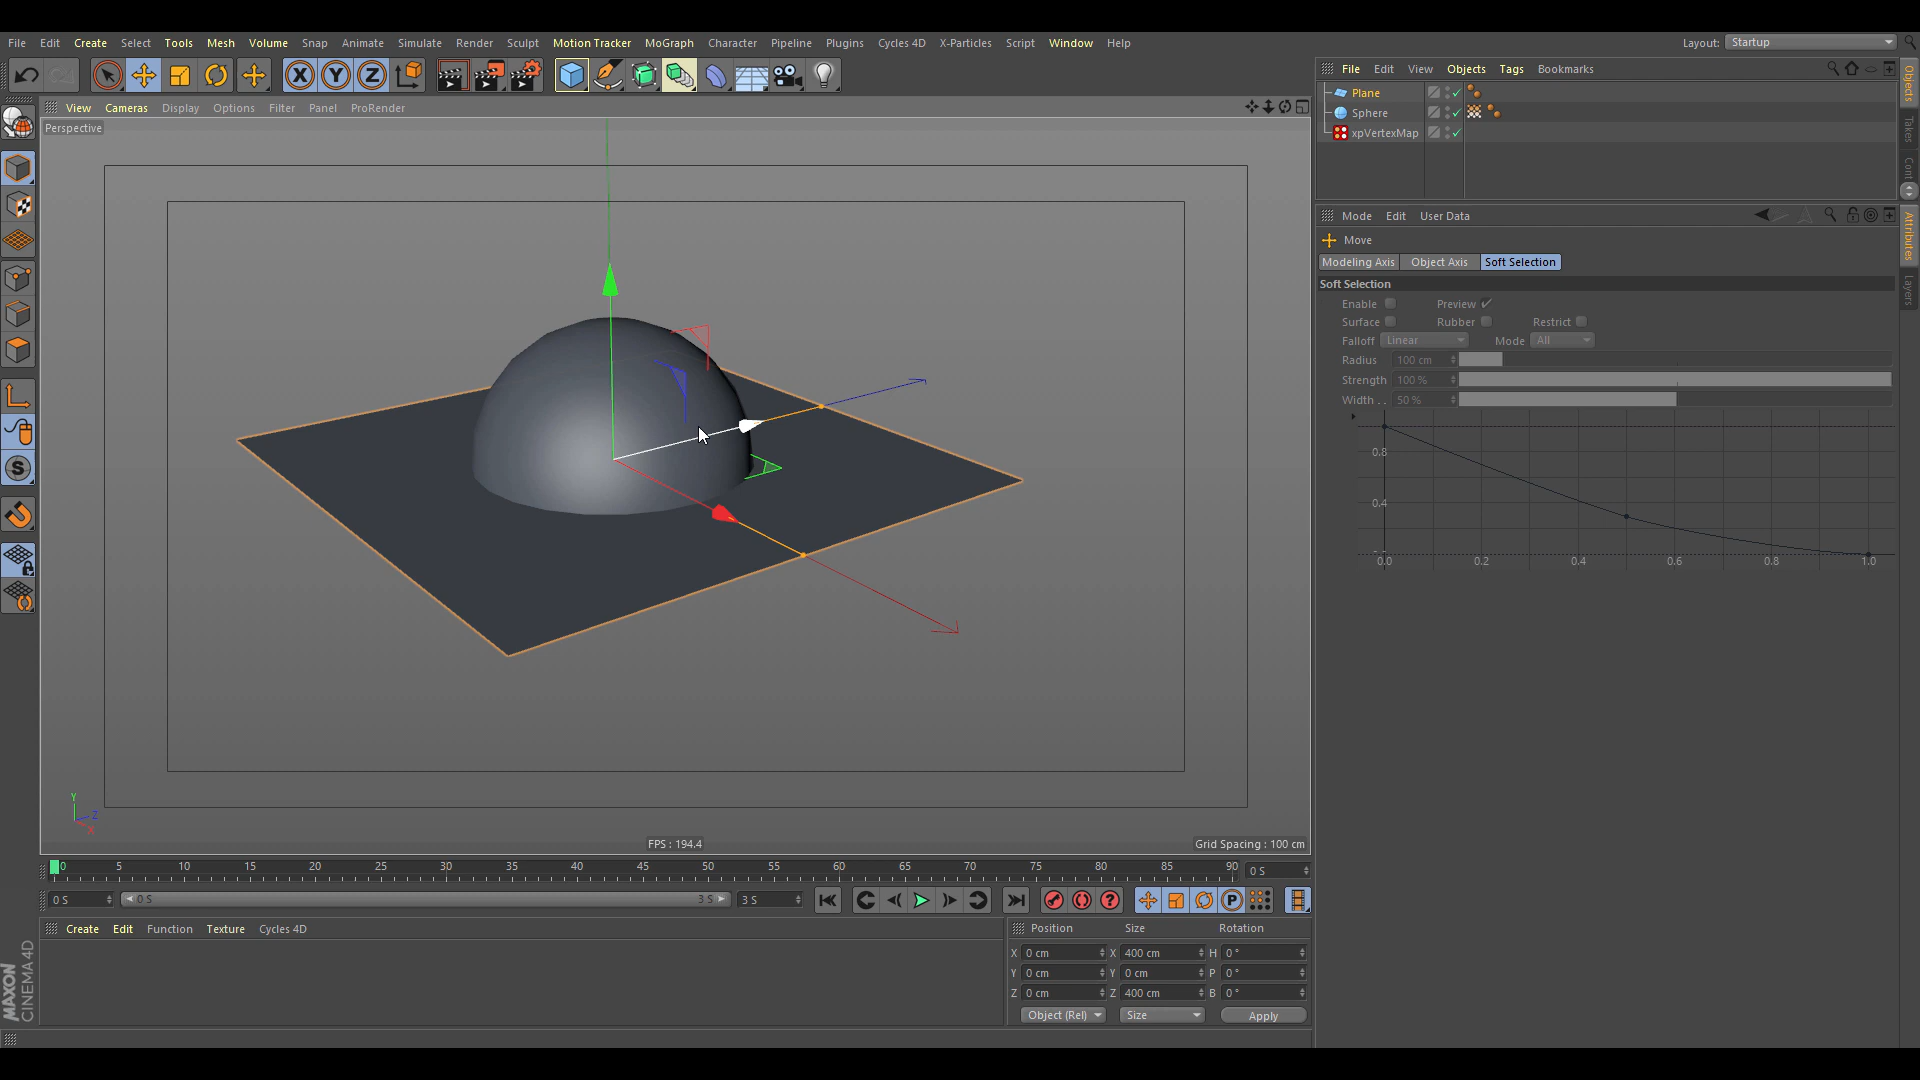 File Edit Create Select Tools Mesh Volume Snap Animate Simulate Render Sculpt Motion Tracker MoGraph Character Pipeline Plugins Cycles 4D X-Particles Script Window Help
Layout: Startup
X Y Z
File Edit View Objects Tags Bookmarks
View Cameras Display Options Filter Panel ProRender
Perspective
Plane
Sphere
xpVertexMap
Objects
Takes
Cont
Mode Edit User Data
Move
Modeling Axis Object Axis Soft Selection
Soft Selection
Enable Preview
Surface Rubber Restrict
Falloff Linear Mode All
Radius 100 cm
Strength 100 %
Width . . 50 %
0.8
0.4
0.0 0.2 0.4 0.6 0.8 1.0
Attributes
Layers
S
Y
Z
X
FPS : 194.4
Grid Spacing : 100 cm
0 5 10 15 20 25 30 35 40 45 50 55 60 65 70 75 80 85 90
0 S
0 S 0 S 3 S 3 S
P
Create Edit Function Texture Cycles 4D
Position Size Rotation
X 0 cm X 400 cm H 0 °
Y 0 cm Y 0 cm P 0 °
Z 0 cm Z 400 cm B 0 °
Object (Rel) Size Apply
MAXON
CINEMA 4D